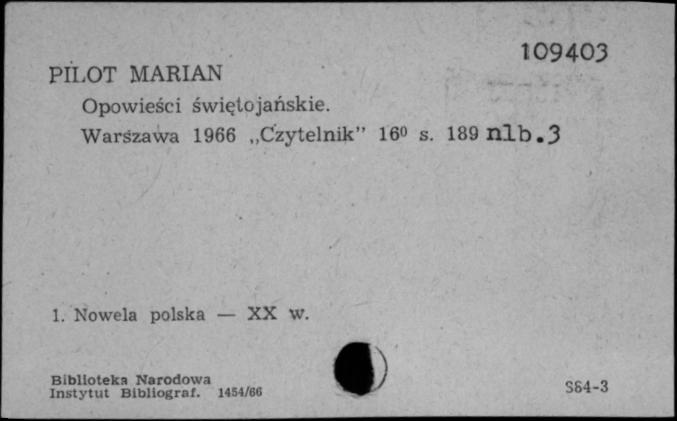 109403
PILOT MARIAN
Opowieści świętojańskie.
Warszawa 1966 „Czytelnik” 16⁰ s. 189 nlb.3
1. Nowela polska — XX w.
Biblioteka Narodowa
Instytut Bibliograf. 1454/66
S64-3